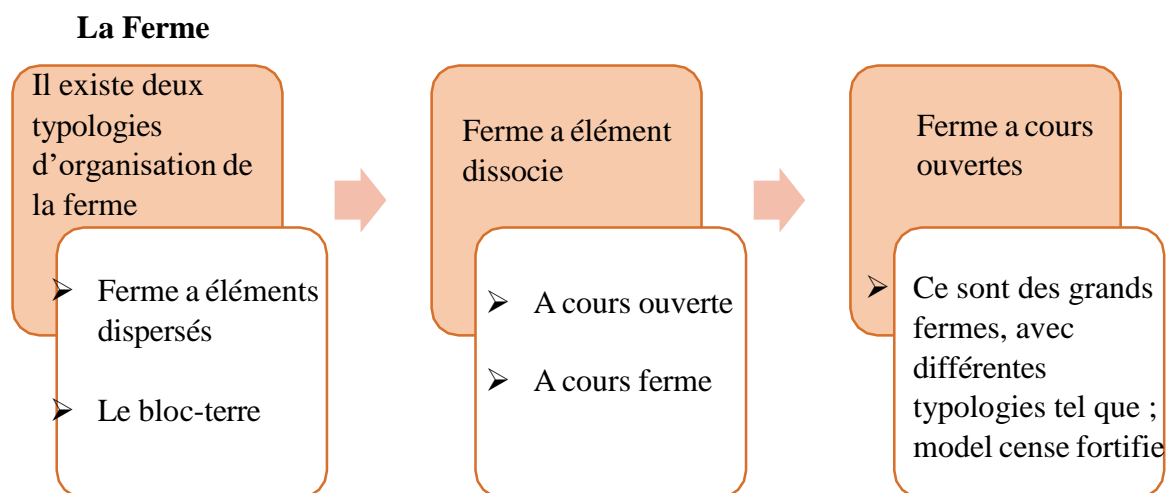 La Ferme
Il existe deux
typologies
d’organisation de
la ferme
➢ Ferme a éléments
dispersés
➢ Le bloc-terre
Ferme a élément
dissocie
➢ A cours ouverte
➢ A cours ferme
Ferme a cours
ouvertes
➢ Ce sont des grands
fermes, avec
différentes
typologies tel que ;
model cense fortifie